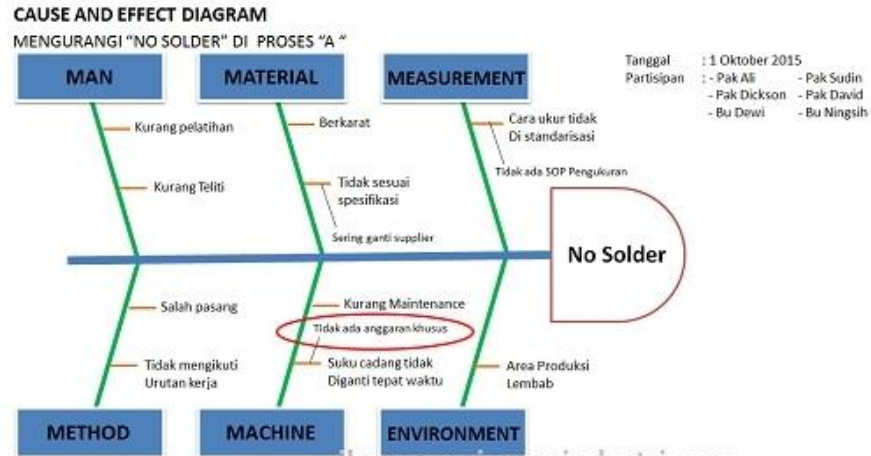 CAUSE AND EFFECT DIAGRAM
MENGURANGI “NO SOLDER” DI PROSES “A “
Tanggal : 1 Oktober 2015
Partisipan : - Pak Ali - Pak Sudin
- Pak Dickson - Pak David
- Bu Dewi - Bu Ningsih
MAN
MATERIAL
MEASUREMENT
Kurang pelatihan
Kurang Teliti
Berkarat
Tidak sesuai
spesifikasi
Sering ganti supplier
Cara ukur tidak
Di standarisasi
Tidak ada SOP Pengukuran
No Solder
Salah pasang
Tidak mengikuti
Urutan kerja
Kurang Maintenance
Tidak ada anggaran khusus
Suku cadang tidak
Diganti tepat waktu
Area Produksi
Lembab
METHOD
MACHINE
ENVIRONMENT